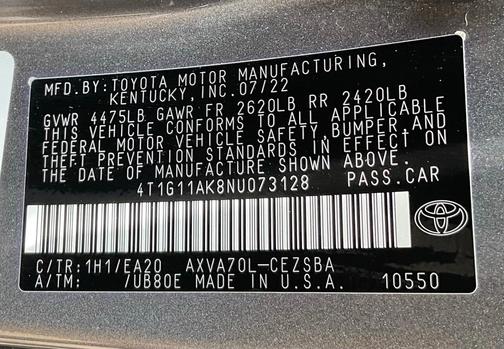 MFD.BY:TOYOTA MOTOR MANUFACTURING,
KENTUCKY,INC.07/22
GVWR 4475LB GAWR FR 2620LB RR 2420LB
THIS VEHICLE CONFORMS TO ALL APPLICABLE
FEDERAL MOTOR VEHICLE SAFETY,BUMPER,AND
THEFT PREVENTION STANDARDS IN EFFECT ON
THE DATE OF MANUFACTURE SHOWN ABOVE.
4T1G11AK8NU073128 PASS.CAR
C/TR:1H1/EA20 AXVA70L-CEZSBA
A/TM: /UB80E MADE IN U.S.A. 10550